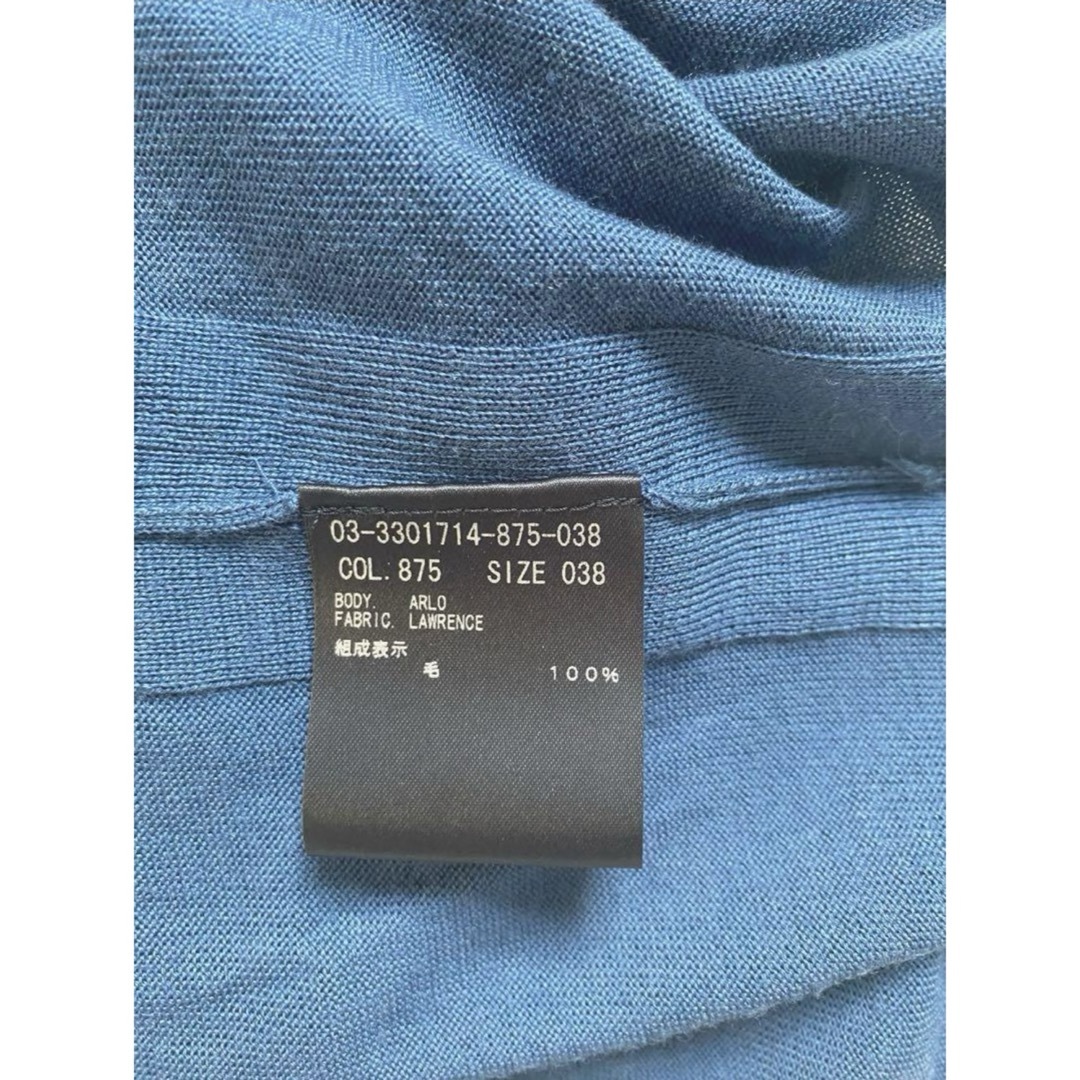 03-3301714-875-038
COL. 875 SIZE 038
BODY. ARLO
FABRIC. LAWRENCE
組成表示
毛 100%